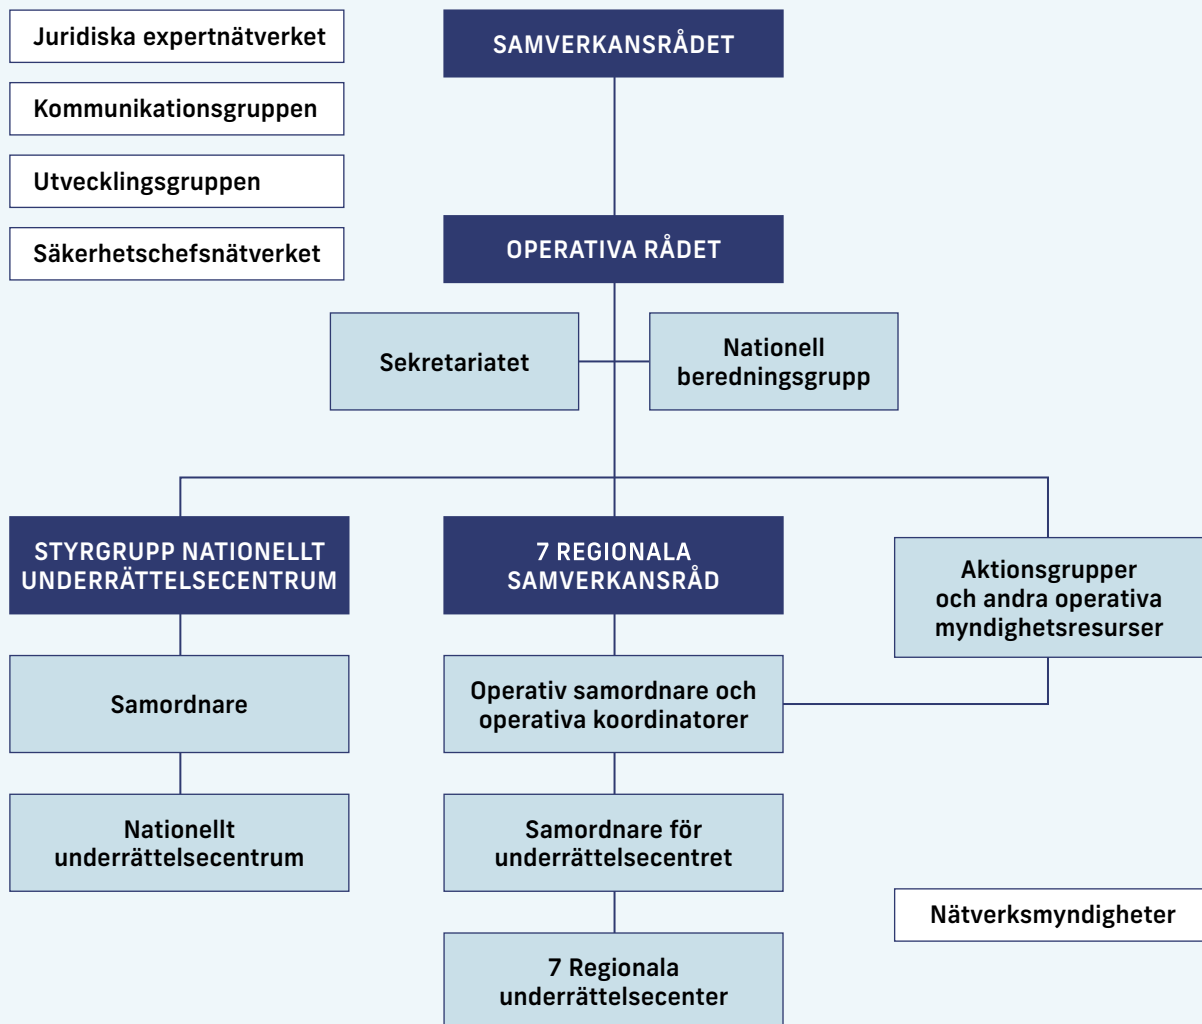 Juridiska expertnätverket
Kommunikationsgruppen
Utvecklingsgruppen
Säkerhetschefsnätverket
SAMVERKANSRÅDET
OPERATIVA RÅDET
Sekretariatet
Nationell
beredningsgrupp
STYRGRUPP NATIONELLT
UNDERRÄTTELSECENTRUM
7 REGIONALA
SAMVERKANSRÅD
Aktionsgrupper
och andra operativa
myndighetsresurser
Samordnare
Operativ samordnare och
operativa koordinatorer
Nationellt
underrättelsecentrum
Samordnare för
underrättelsecentret
Nätverksmyndigheter
7 Regionala
underrättelsecenter